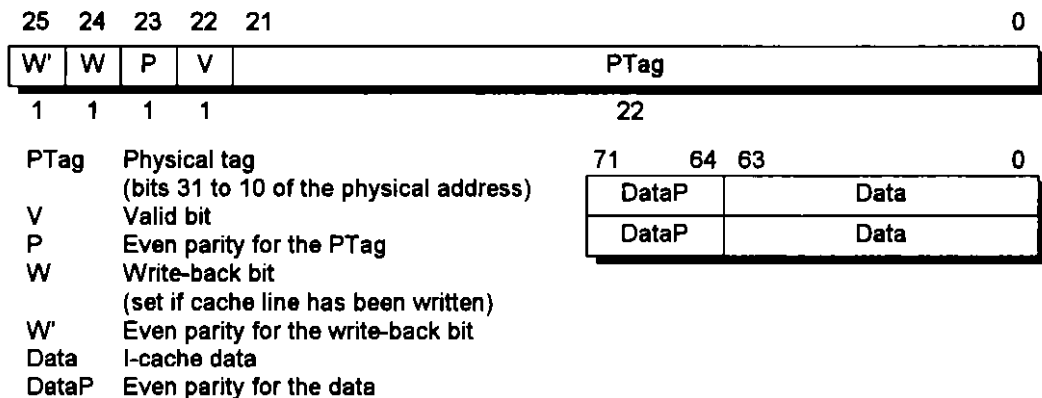 25 24 23 22 21 0
W' W P V PTag
1 1 1 1 22
PTag Physical tag
(bits 31 to 10 of the physical address)
V Valid bit
P Even parity for the PTag
W Write-back bit
(set if cache line has been written)
W' Even parity for the write-back bit
Data I-cache data
DataP Even parity for the data
71 64 63 0
DataP Data
DataP Data